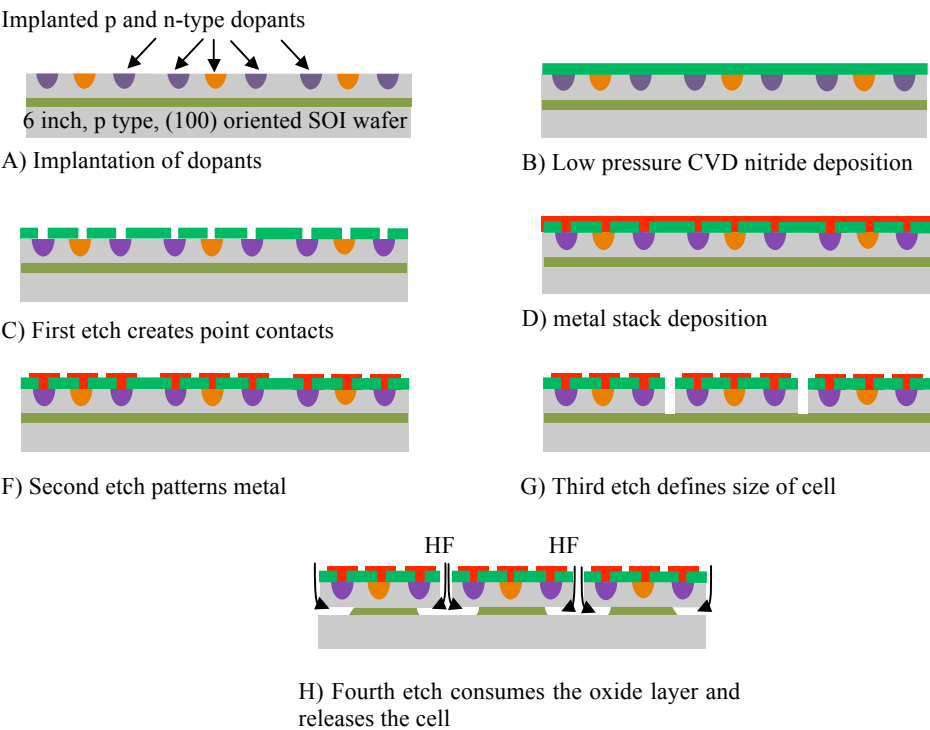 Implanted p and n-type dopants
6 inch, p type, (100) oriented SOI wafer
A) Implantation of dopants
B) Low pressure CVD nitride deposition
C) First etch creates point contacts
D) metal stack deposition
F) Second etch patterns metal
G) Third etch defines size of cell
HF
HF
H) Fourth etch consumes the oxide layer and
releases the cell